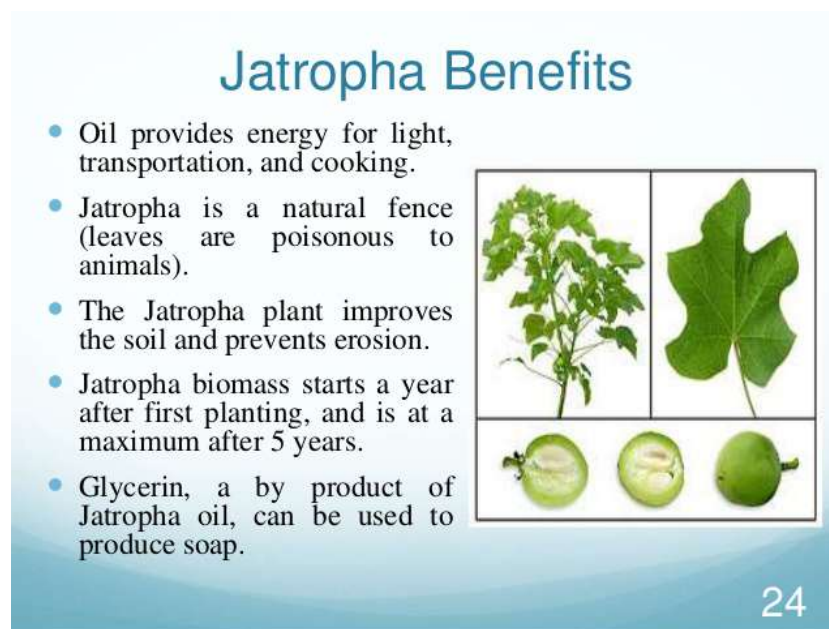 Jatropha Benefits
Oil provides energy for light,
transportation, and cooking.
Jatropha is a natural fence
(leaves are poisonous to
animals).
The Jatropha plant improves
the soil and prevents erosion.
Jatropha biomass starts a year
after first planting, and is at a
maximum after 5 years.
Glycerin, a by product of
Jatropha oil, can be used to
produce soap.
24